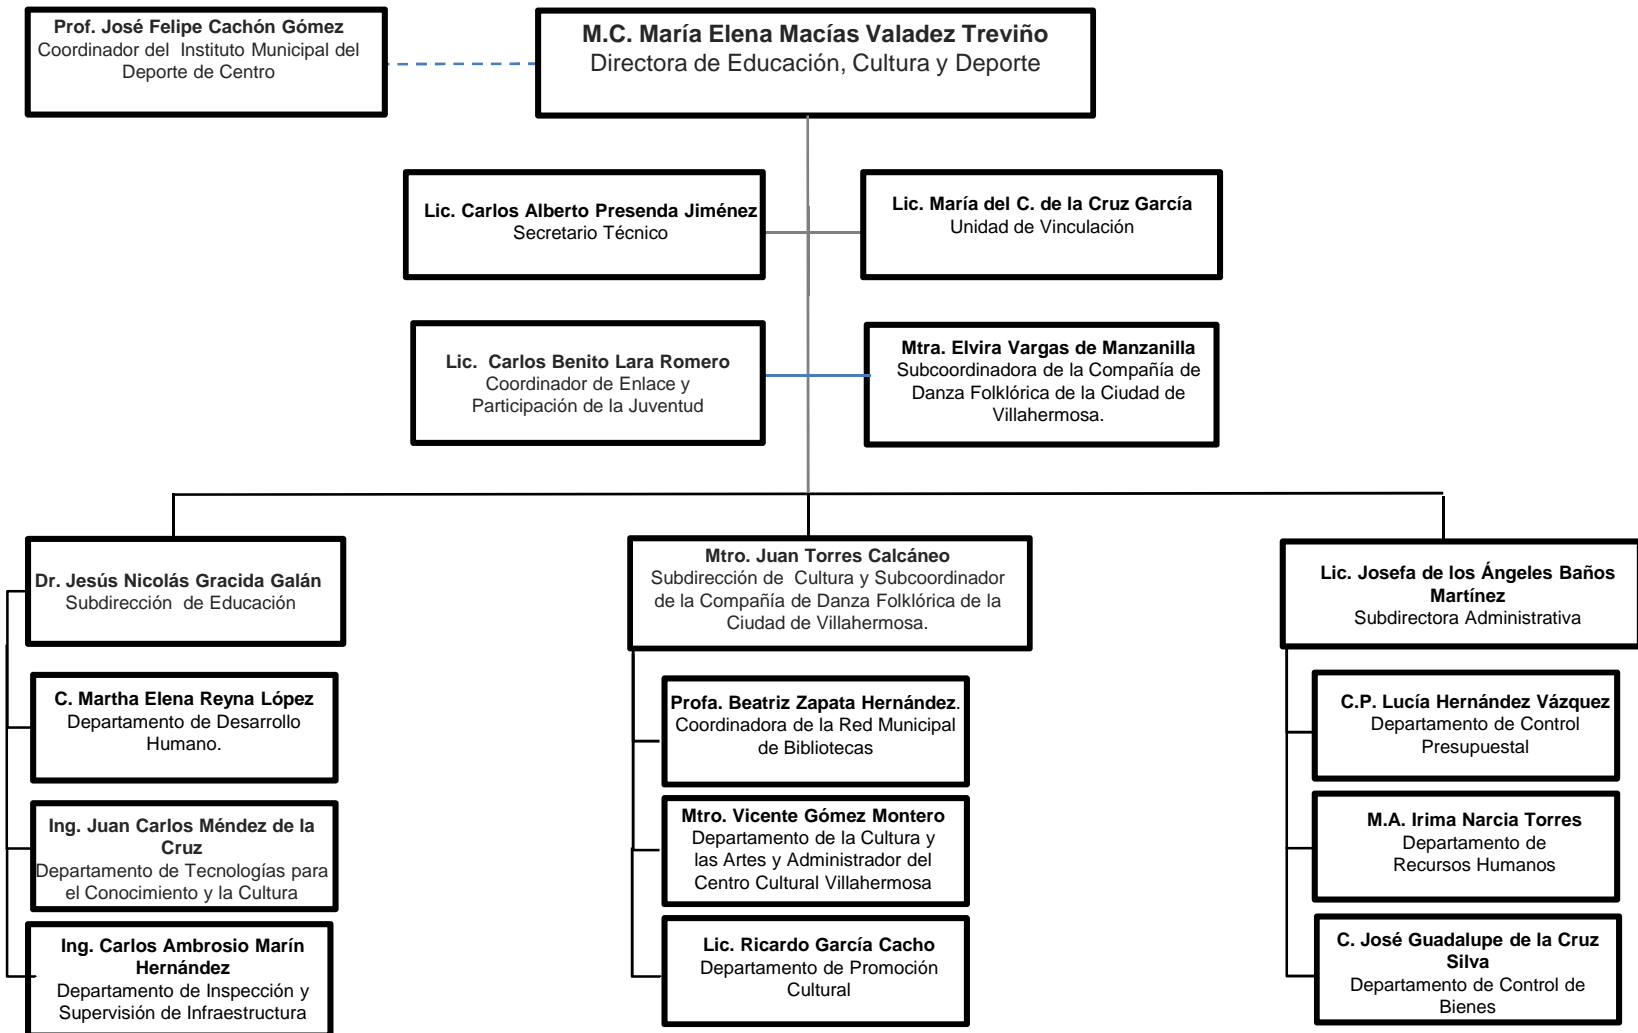 Prof. José Felipe Cachón Gómez
Coordinador del Instituto Municipal del
Deporte de Centro
M.C. María Elena Macías Valadez Treviño
Directora de Educación, Cultura y Deporte
Lic. Carlos Alberto Presenda Jiménez
Secretario Técnico
Lic. María del C. de la Cruz García
Unidad de Vinculación
Lic. Carlos Benito Lara Romero
Coordinador de Enlace y
Participación de la Juventud
Mtra. Elvira Vargas de Manzanilla
Subcoordinadora de la Compañía de
Danza Folklórica de la Ciudad de
Villahermosa.
Dr. Jesús Nicolás Gracida Galán
Subdirección de Educación
Mtro. Juan Torres Calcáneo
Subdirección de Cultura y Subcoordinador
de la Compañía de Danza Folklórica de la
Ciudad de Villahermosa.
Lic. Josefa de los Ángeles Baños
Martínez
Subdirectora Administrativa
C. Martha Elena Reyna López
Departamento de Desarrollo
Humano.
Profa. Beatriz Zapata Hernández.
Coordinadora de la Red Municipal
de Bibliotecas
C.P. Lucía Hernández Vázquez
Departamento de Control
Presupuestal
Ing. Juan Carlos Méndez de la
Cruz
Departamento de Tecnologías para
el Conocimiento y la Cultura
Mtro. Vicente Gómez Montero
Departamento de la Cultura y
las Artes y Administrador del
Centro Cultural Villahermosa
M.A. Irima Narcia Torres
Departamento de
Recursos Humanos
Ing. Carlos Ambrosio Marín
Hernández
Departamento de Inspección y
Supervisión de Infraestructura
Lic. Ricardo García Cacho
Departamento de Promoción
Cultural
C. José Guadalupe de la Cruz
Silva
Departamento de Control de
Bienes